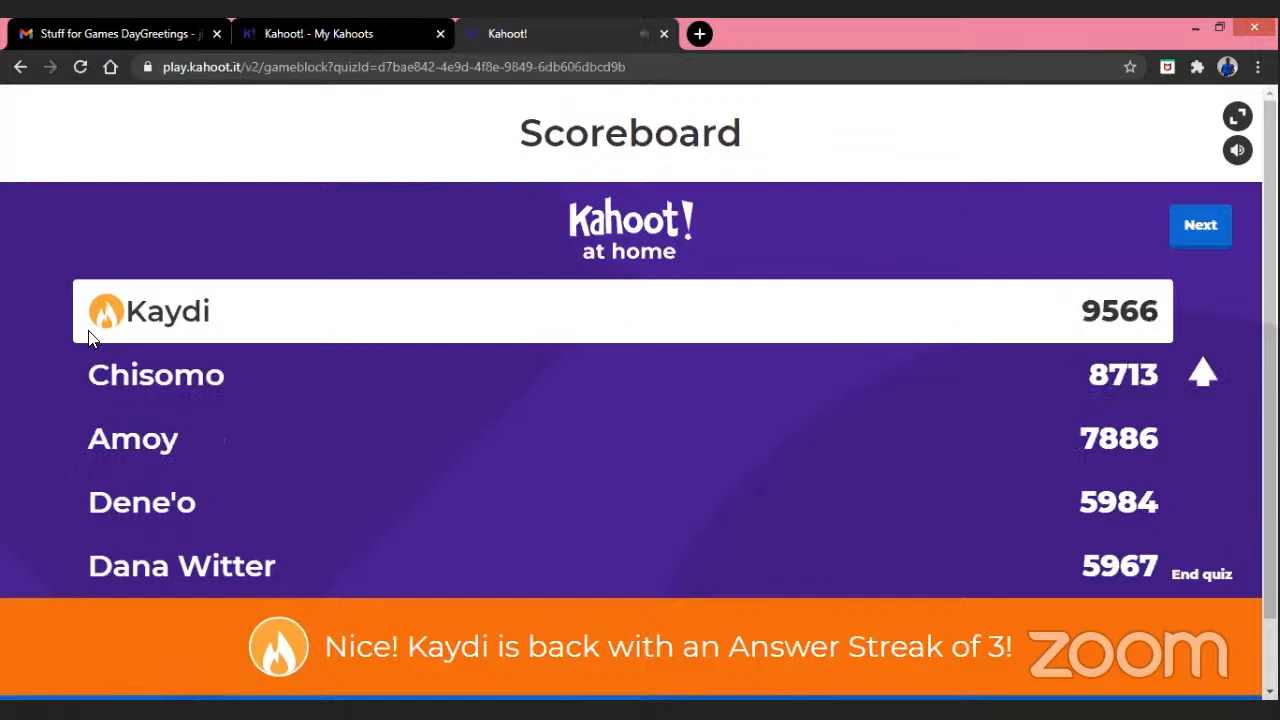 Stuff for Games DayGreetings - jl
Kahoot! - My Kahoots
Kahoot!
play.kahoot.it/v2/gameblock?quizId=d7bae842-4e9d-4f8e-9849-6db606dbcd9b
Scoreboard
Kahoot!
at home
Next
Kaydi 9566
Chisomo 8713
Amoy 7886
Dene'o 5984
Dana Witter 5967
End quiz
Nice! Kaydi is back with an Answer Streak of 3!
zoom